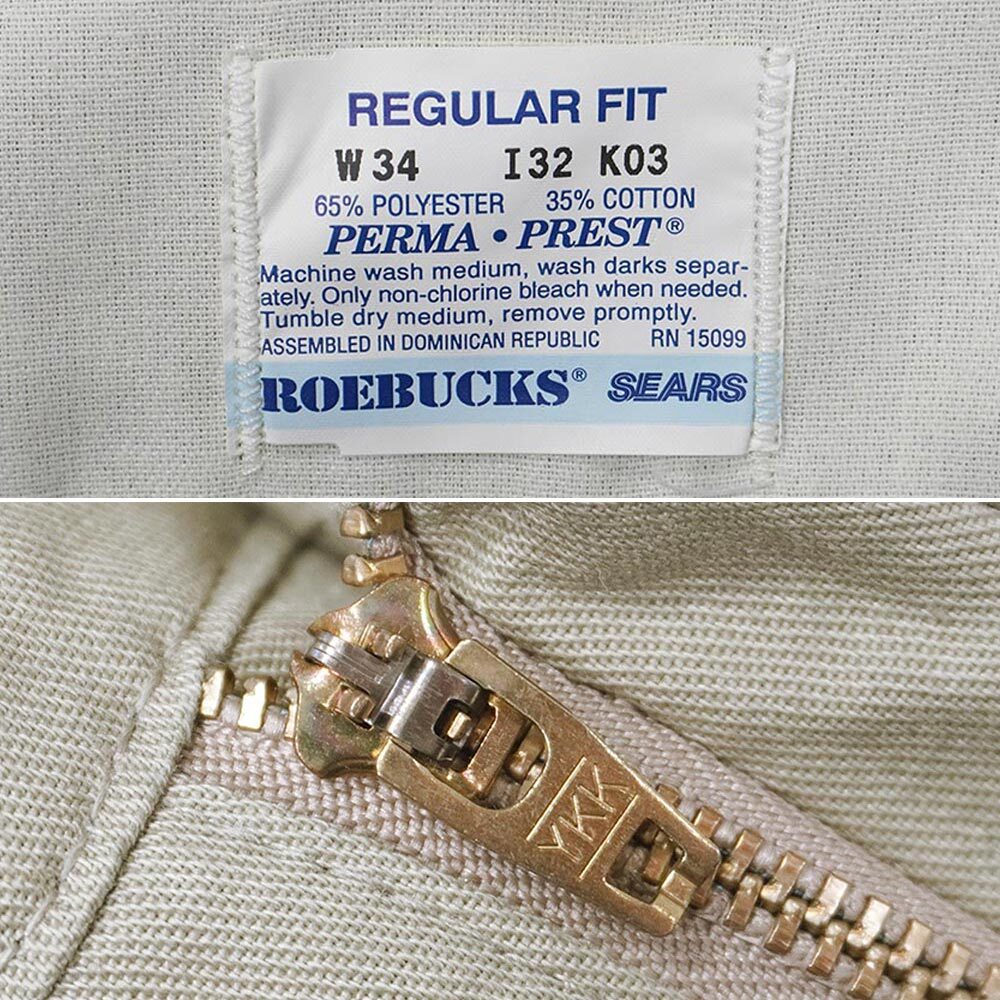 REGULAR FIT
W 34 I32 K03
65% POLYESTER 35% COTTON
PERMA • PREST®
Machine wash medium, wash darks separ-
ately. Only non-chlorine bleach when needed.
Tumble dry medium, remove promptly.
ASSEMBLED IN DOMINICAN REPUBLIC RN 15099
ROEBUCKS® SEARS
YKK